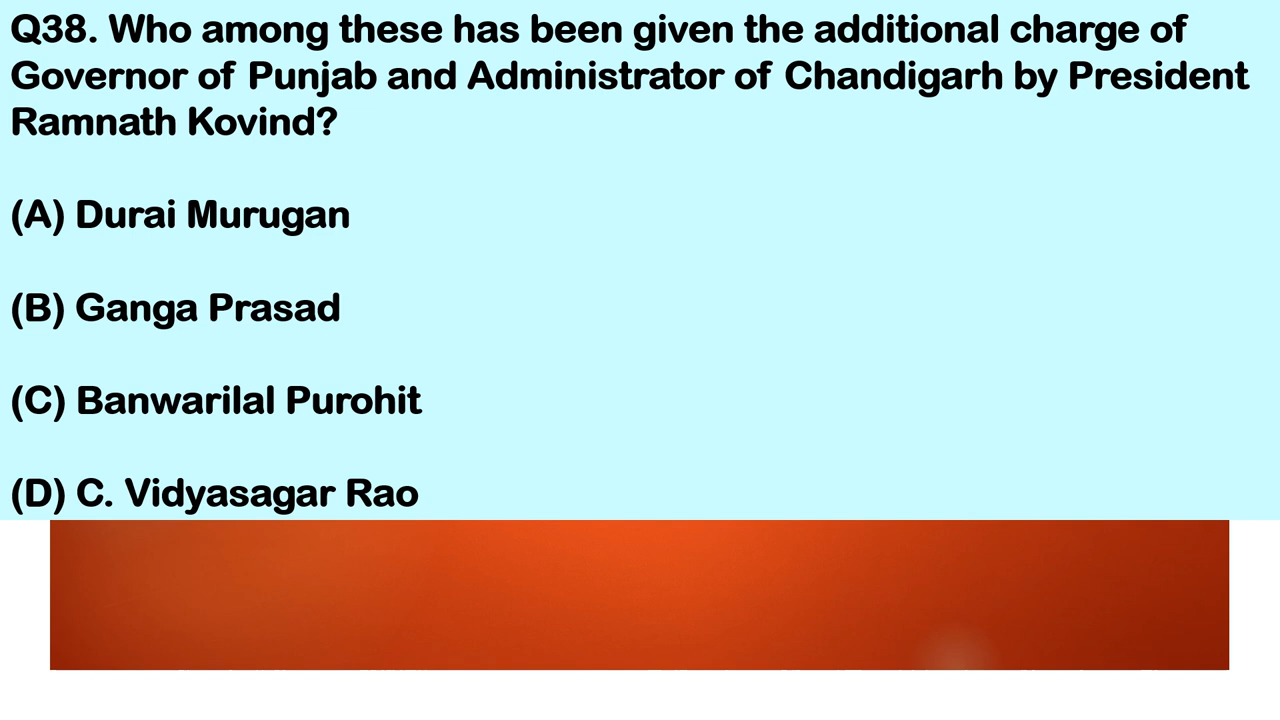 Q38. Who among these has been given the additional charge of
Governor of Punjab and Administrator of Chandigarh by President
Ramnath Kovind?
(A) Durai Murugan
(B) Ganga Prasad
(C) Banwarilal Purohit
(D) C. Vidyasagar Rao